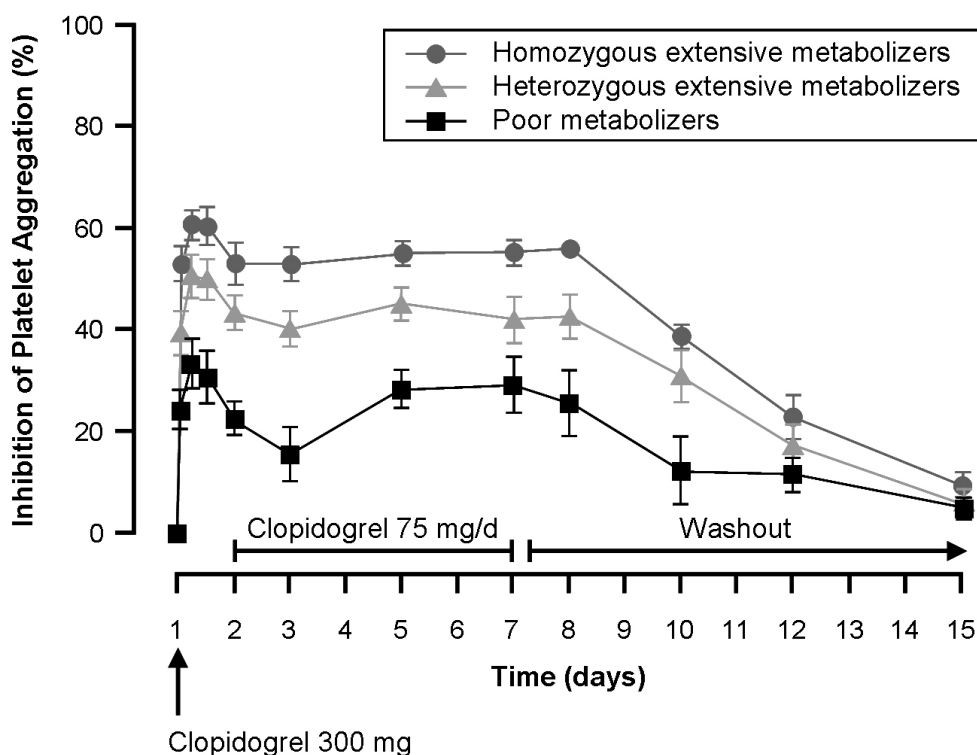 100
80
60
40
20
0
Inhibition of Platelet Aggregation (%)
Homozygous extensive metabolizers
Heterozygous extensive metabolizers
Poor metabolizers
Clopidogrel 75 mg/d
Washout
1 2 3 4 5 6 7 8 9 10 11 12 13 14 15
Time (days)
Clopidogrel 300 mg